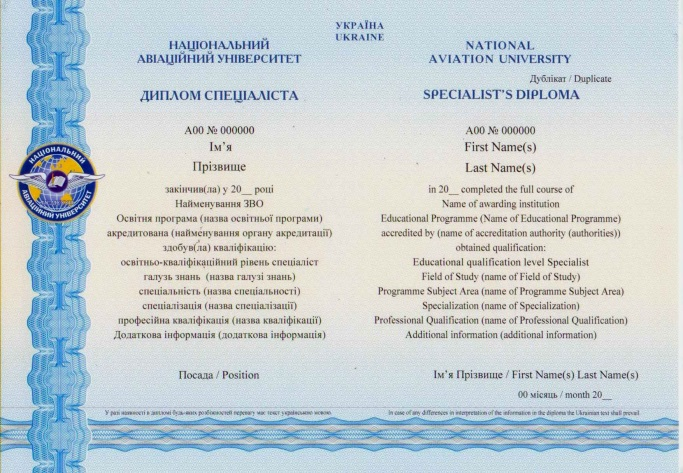 УКРАЇНА
UKRAINE
НАЦІОНАЛЬНИЙ
АВІАЦІЙНИЙ УНІВЕРСИТЕТ
ДИПЛОМ СПЕЦІАЛІСТА
А00 № 000000
Ім’я
Прізвище
закінчив(ла) у 20__ році
Найменування ЗВО
Освітня програма (назва освітньої програми)
акредитована (найменування органу акредитації)
здобув(ла) кваліфікацію:
освітньо-кваліфікаційний рівень спеціаліст
галузь знань (назва галузі знань)
спеціальність (назва спеціальності)
спеціалізація (назва спеціалізації)
професійна кваліфікація (назва кваліфікації)
Додаткова інформація (додаткова інформація)
Посада / Position
У разі наявності в дипломі будь-яких розбіжностей перевагу має текст українською мовою.
NATIONAL
AVIATION UNIVERSITY
Дублікат / Duplicate
SPECIALIST’S DIPLOMA
А00 № 000000
First Name(s)
Last Name(s)
in 20__ completed the full course of
Name of awarding institution
Educational Programme (Name of Educational Programme)
accredited by (name of accreditation authority (authorities))
obtained qualification:
Educational qualification level Specialist
Field of Study (name of Field of Study)
Programme Subject Area (name of Programme Subject Area)
Specialization (name of Specialization)
Professional Qualification (name of Professional Qualification)
Additional information (additional information)
Ім’я Прізвище / First Name(s) Last Name(s)
00 місяць / month 20__
In case of any differences in interpretation of the information in the diploma the Ukrainian text shall prevail.
НАЦІОНАЛЬНИЙ
АВІАЦІЙНИЙ УНІВЕРСИТЕТ